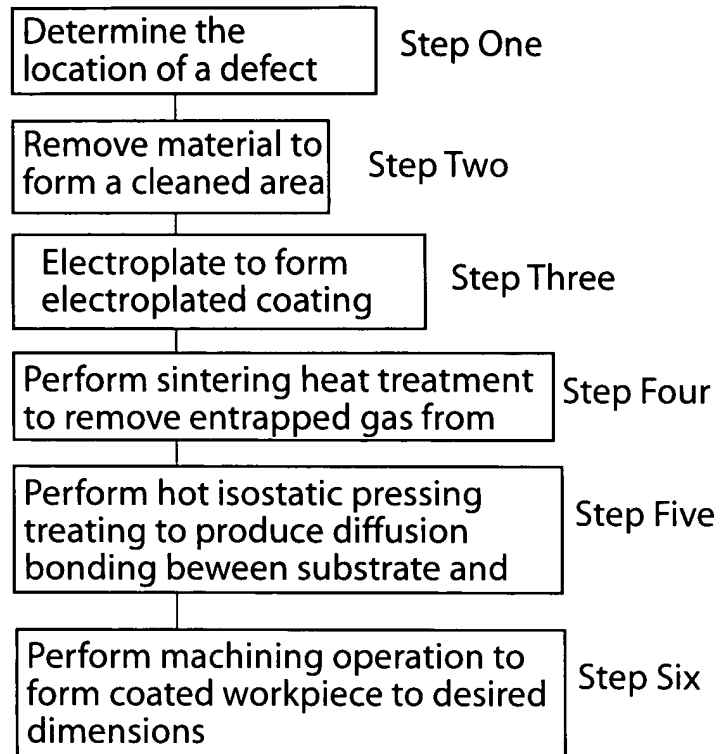 Determine the
location of a defect
Step One
Remove material to
form a cleaned area
Step Two
Electroplate to form
electroplated coating
Step Three
Perform sintering heat treatment
to remove entrapped gas from
Step Four
Perform hot isostatic pressing
treating to produce diffusion
bonding beween substrate and
Step Five
Perform machining operation to
form coated workpiece to desired
dimensions
Step Six